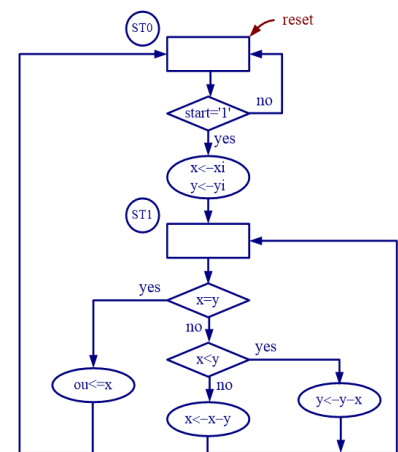 ST0
reset
start='1'
no
yes
x<−xi
y<−yi
ST1
yes
x=y
no
x<y
yes
no
ou<=x
x<−x−y
y<−y−x